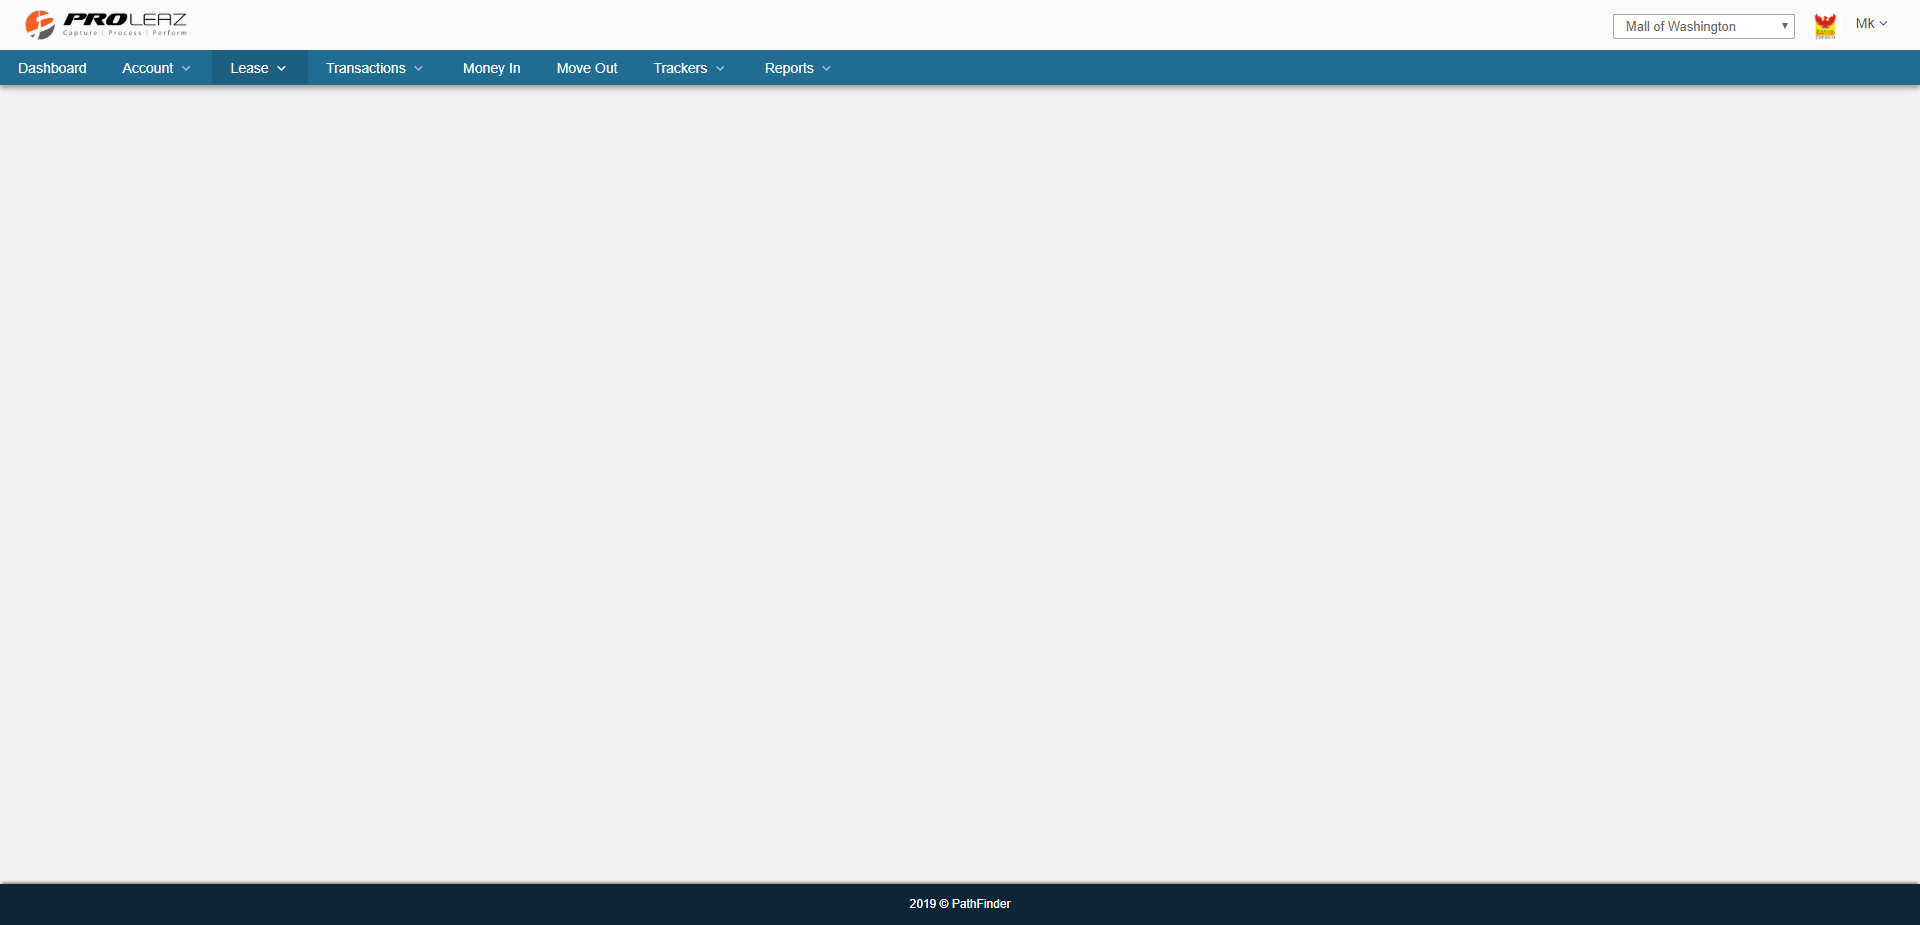 PROLEAZ
Capture | Process | Perform
Mall of Washington
Mk
Dashboard Account Lease Transactions Money In Move Out Trackers Reports
2019 © PathFinder